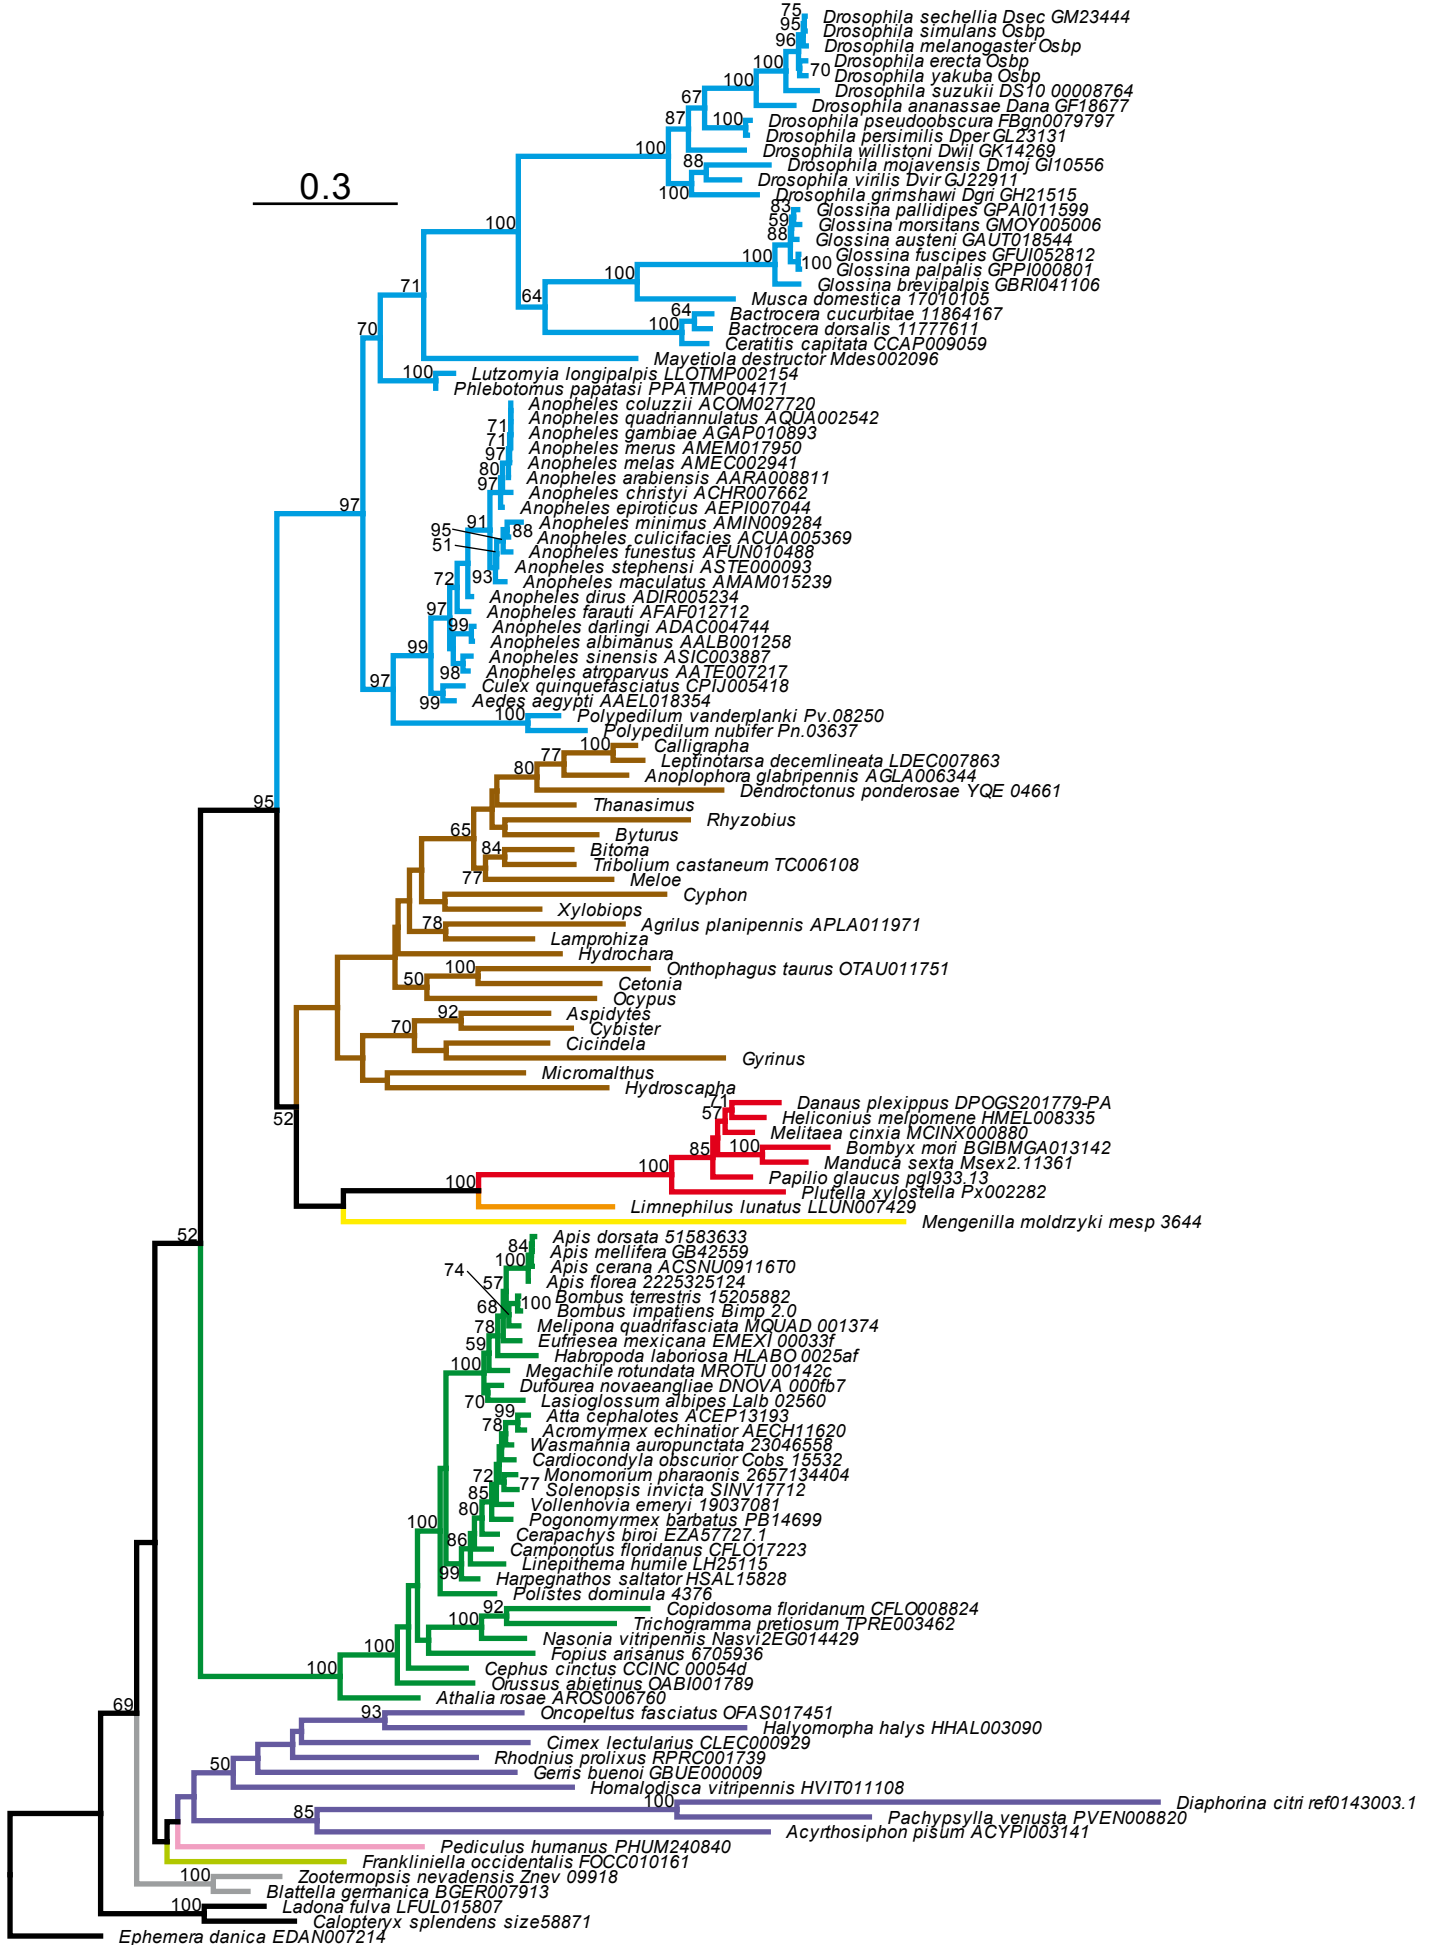 75
Drosophila sechellia Dsec GM23444
95
Drosophila simulans Osbp
96
Drosophila melanogaster Osbp
100
Drosophila erecta Osbp
70
Drosophila yakuba Osbp
100
Drosophila suzukii DS10 00008764
67
Drosophila ananassae Dana GF18677
87
100
Drosophila pseudoobscura FBgn0079797
Drosophila persimilis Dper GL23131
100
Drosophila willistoni Dwil GK14269
88
Drosophila mojavensis Dmoj GI10556
Drosophila virilis Dvir GJ22911
100
Drosophila grimshawi Dgri GH21515
0.3
83
Glossina pallidipes GPAI011599
59
Glossina morsitans GMOY005006
100
88
Glossina austeni GAUT018544
100
Glossina fuscipes GFUI052812
100
Glossina palpalis GPPI000801
100
Glossina brevipalpis GBRI041106
71
64
Musca domestica 17010105
64
Bactrocera cucurbitae 11864167
100
Bactrocera dorsalis 11777611
70
Ceratitis capitata CCAP009059
Mayetiola destructor Mdes002096
100
Lutzomyia longipalpis LLOTMP002154
Phlebotomus papatasi PPATMP004171
Anopheles coluzzii ACOM027720
Anopheles quadriannulatus AQUA002542
71
Anopheles gambiae AGAP010893
71
Anopheles merus AMEM017950
97
Anopheles melas AMEC002941
80
Anopheles arabiensis AARA008811
97
Anopheles christyi ACHR007662
97
Anopheles epiroticus AEPI007044
91
Anopheles minimus AMIN009284
95
88
Anopheles culicifacies ACUA005369
51
Anopheles funestus AFUN010488
Anopheles stephensi ASTE000093
72
93
Anopheles maculatus AMAM015239
Anopheles dirus ADIR005234
97
Anopheles farauti AFAF012712
99
Anopheles darlingi ADAC004744
99
Anopheles albimanus AALB001258
Anopheles sinensis ASIC003887
98
Anopheles atroparvus AATE007217
97
Culex quinquefasciatus CPIJ005418
99
Aedes aegypti AAEL018354
100
Polypedilum vanderplanki Pv.08250
Polypedilum nubifer Pn.03637
100
Calligrapha
77
Leptinotarsa decemlineata LDEC007863
80
Anoplophora glabripennis AGLA006344
Dendroctonus ponderosae YQE 04661
95
Thanasimus
Rhyzobius
65
Byturus
84
Bitoma
Tribolium castaneum TC006108
77
Meloe
Cyphon
Xylobiops
78
Agrilus planipennis APLA011971
Lamprohiza
Hydrochara
100
Onthophagus taurus OTAU011751
50
Cetonia
Ocypus
92
Aspidytes
70
Cybister
Cicindela
Gyrinus
Micromalthus
Hydroscapha
52
71
Danaus plexippus DPOGS201779-PA
57
Heliconius melpomene HMEL008335
Melitaea cinxia MCINX000880
85
100
Bombyx mori BGIBMGA013142
100
Manduca sexta Msex2.11361
100
Papilio glaucus pgl933.13
Plutella xylostella Px002282
Limnephilus lunatus LLUN007429
Mengenilla moldrzyki mesp 3644
52
Apis dorsata 51583633
84
Apis mellifera GB42559
100
Apis cerana ACSNU09116T0
74
57
Apis florea 2225325124
Bombus terrestris 15205882
68
100
Bombus impatiens Bimp 2.0
78
Melipona quadrifasciata MQUAD 001374
59
Eufriesea mexicana EMEXI 00033f
Habropoda laboriosa HLABO 0025af
100
Megachile rotundata MROTU 00142c
Dufourea novaeangliae DNOVA 000fb7
70
Lasioglossum albipes Lalb 02560
99
Atta cephalotes ACEP13193
78
Acromyrmex echinatior AECH11620
Wasmannia auropunctata 23046558
Cardiocondyla obscurior Cobs 15532
72
Monomorium pharaonis 2657134404
85
77
Solenopsis invicta SINV17712
80
Vollenhovia emeryi 19037081
100
Pogonomyrmex barbatus PB14699
86
Cerapachys biroi EZA57727.1
Camponotus floridanus CFLO17223
Linepithema humile LH25115
99
Harpegnathos saltator HSAL15828
Polistes dominula 4376
92
Copidosoma floridanum CFLO008824
100
Trichogramma pretiosum TPRE003462
Nasonia vitripennis Nasvi2EG014429
100
Fopius arisanus 6705936
100
Cephus cinctus CCINC 00054d
Orussus abietinus OABI001789
Athalia rosae AROS006760
69
93
Oncopeltus fasciatus OFAS017451
Halyomorpha halys HHAL003090
Cimex lectularius CLEC000929
50
Rhodnius prolixus RPRC001739
Gerris buenoi GBUE000009
Homalodisca vitripennis HVIT011108
100
Diaphorina citri ref0143003.1
85
Pachypsylla venusta PVEN008820
Acyrthosiphon pisum ACYPI003141
Pediculus humanus PHUM240840
Frankliniella occidentalis FOCC010161
100
Zootermopsis nevadensis Znev 09918
Blattella germanica BGER007913
100
Ladona fulva LFUL015807
Calopteryx splendens size58871
Ephemera danica EDAN007214